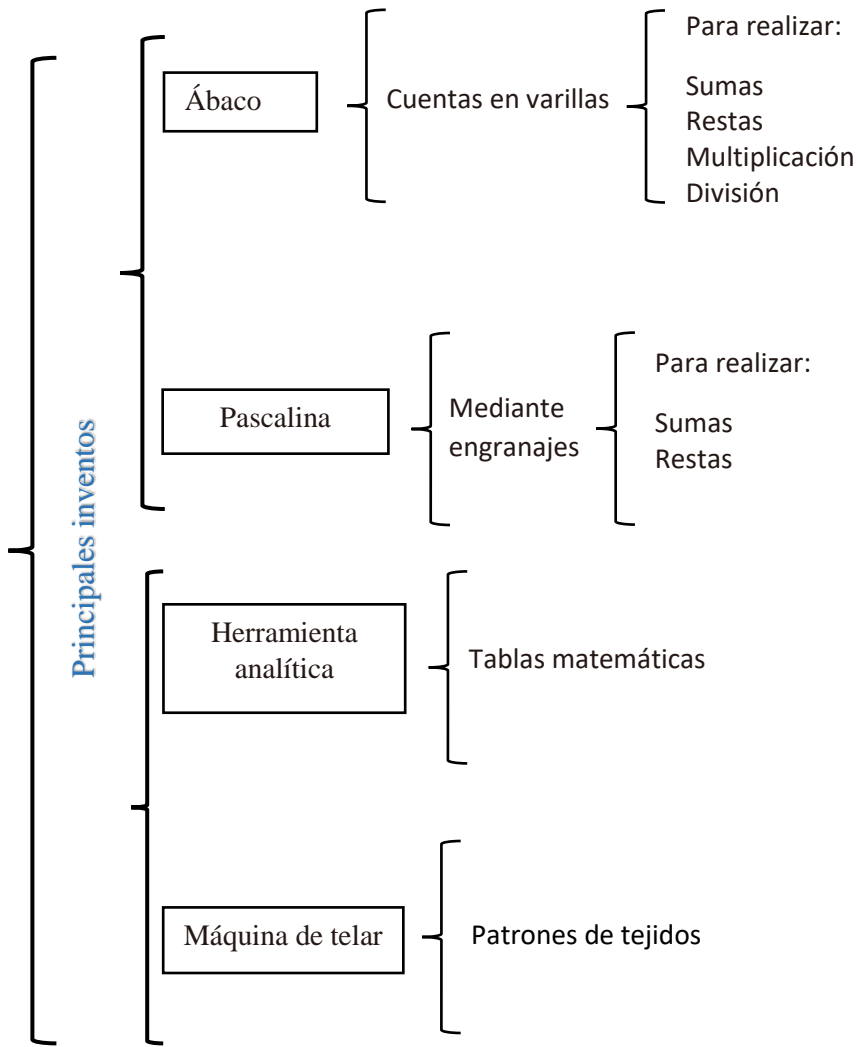 Principales inventos
Ábaco
Cuentas en varillas
Para realizar:
Sumas
Restas
Multiplicación
División
Pascalina
Mediante
engranajes
Para realizar:
Sumas
Restas
Herramienta
analítica
Tablas matemáticas
Máquina de telar
Patrones de tejidos